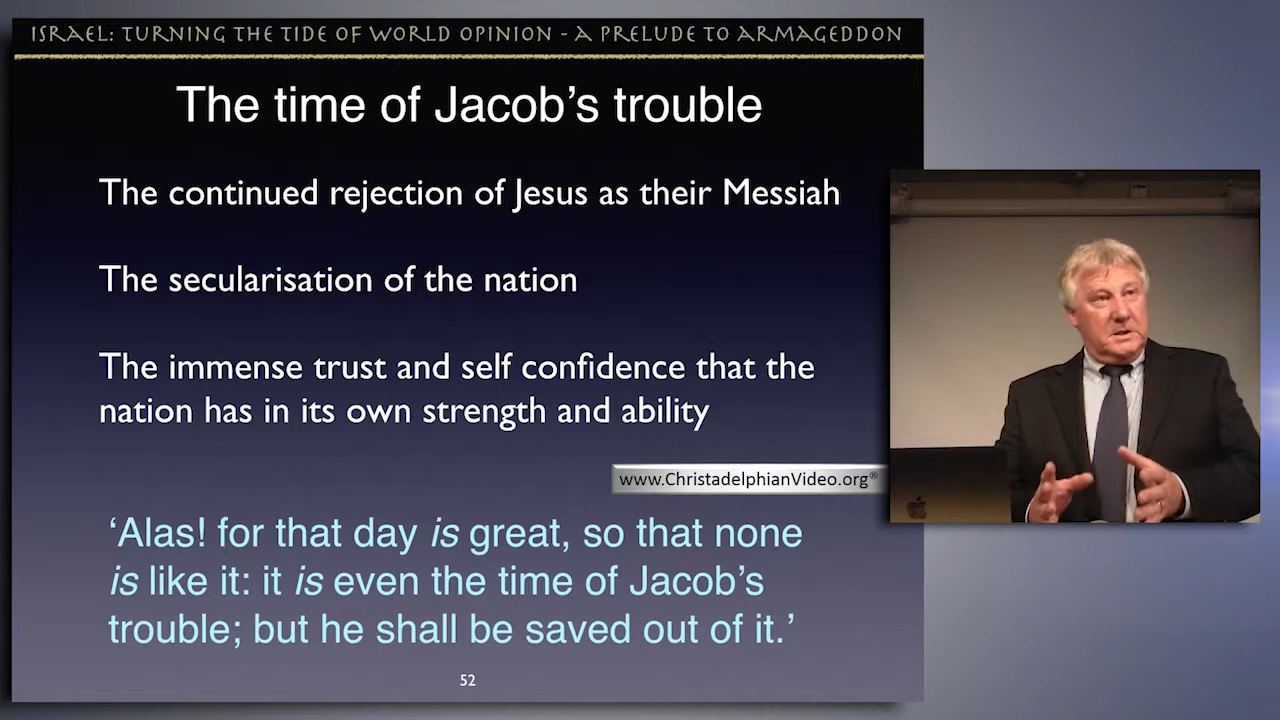 ISRAEL: TURNING THE TIDE OF WORLD OPINION - A PRELUDE TO ARMAGEDDON
The time of Jacob’s trouble
The continued rejection of Jesus as their Messiah
The secularisation of the nation
The immense trust and self confidence that the
nation has in its own strength and ability
www.ChristadelphianVideo.org®
‘Alas! for that day is great, so that none
is like it: it is even the time of Jacob’s
trouble; but he shall be saved out of it.’
52